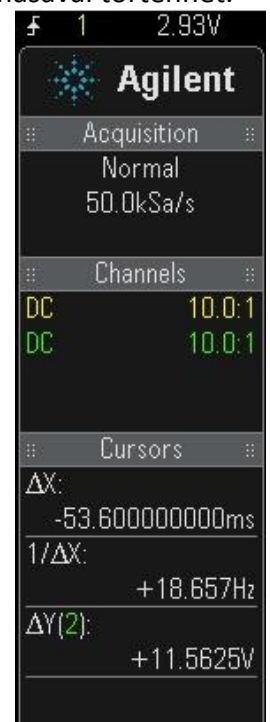 történt.
1 2.93V
Agilent
Acquisition
Normal
50.0kSa/s
Channels
DC 10.0:1
DC 10.0:1
Cursors
ΔX:
-53.600000000ms
1/ΔX:
+18.657Hz
ΔY(2):
+11.5625V